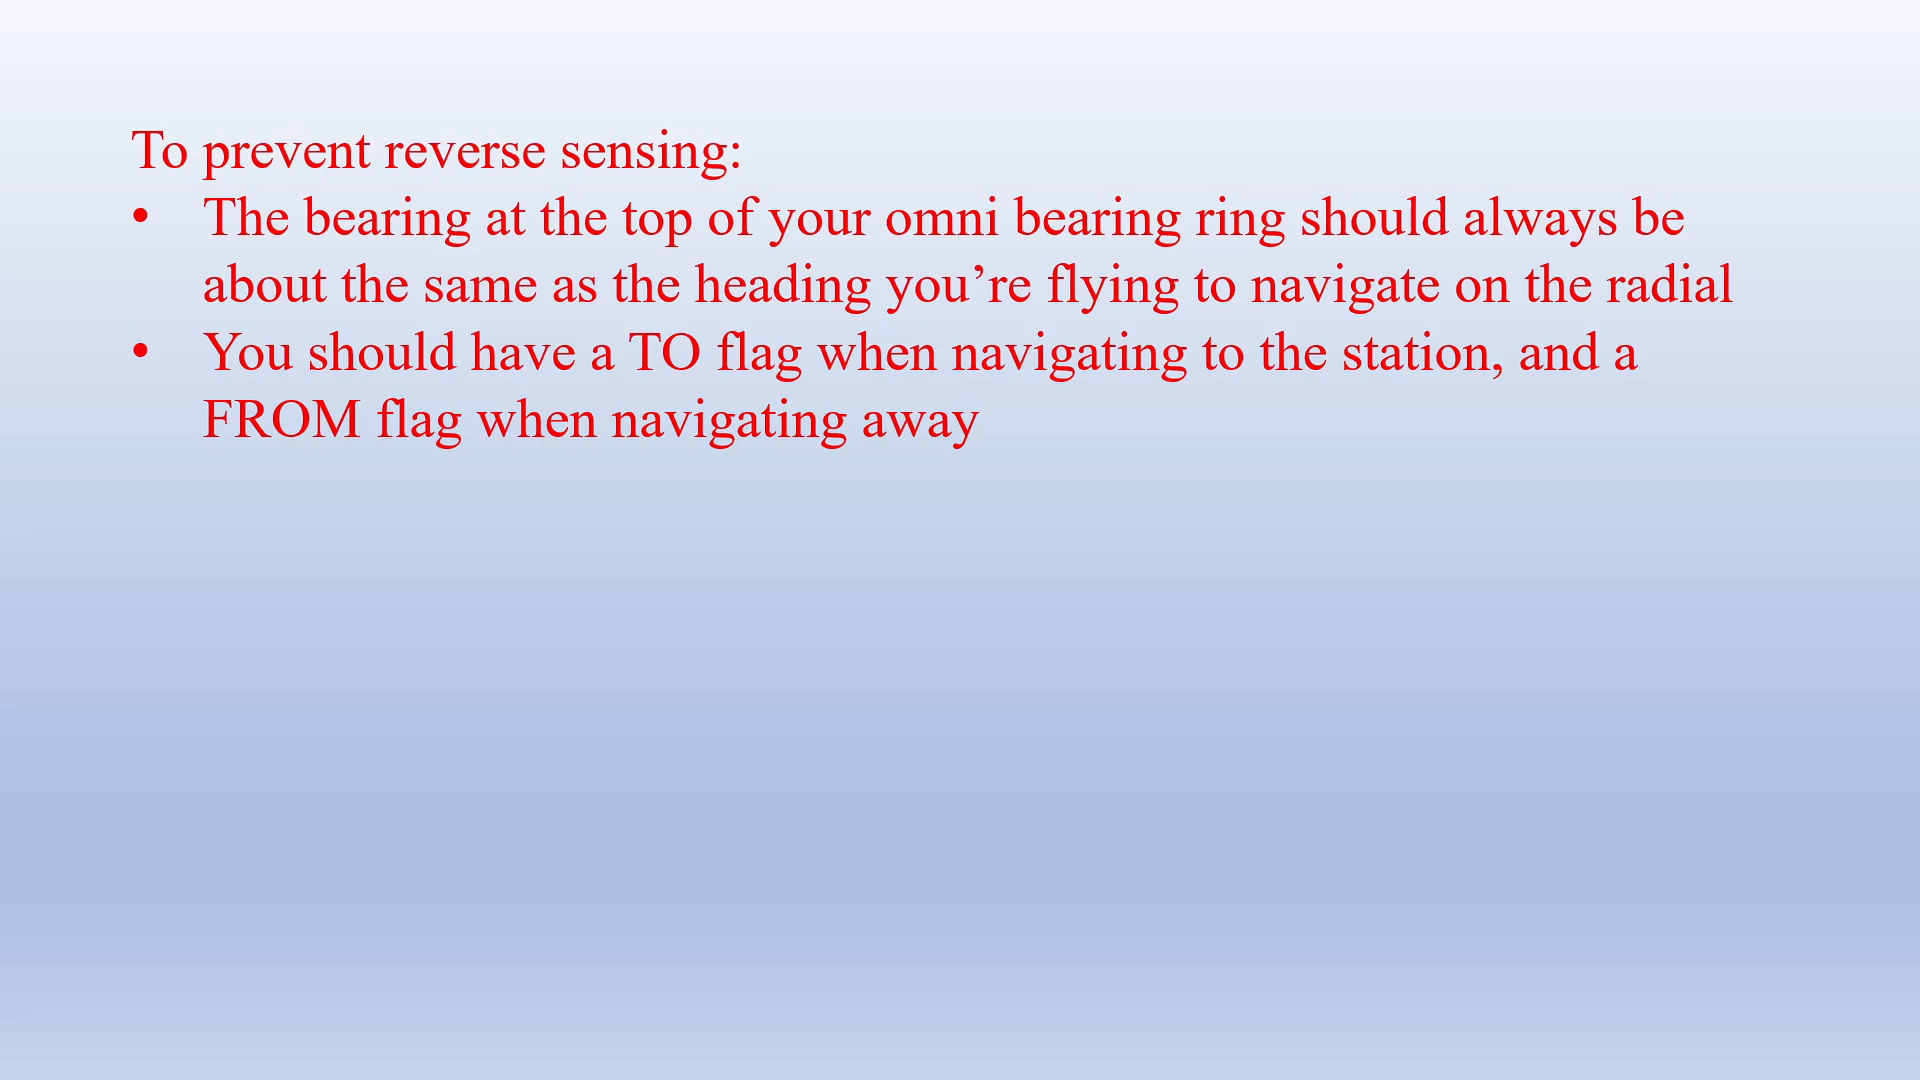 To prevent reverse sensing:
• The bearing at the top of your omni bearing ring should always be
about the same as the heading you’re flying to navigate on the radial
• You should have a TO flag when navigating to the station, and a
FROM flag when navigating away